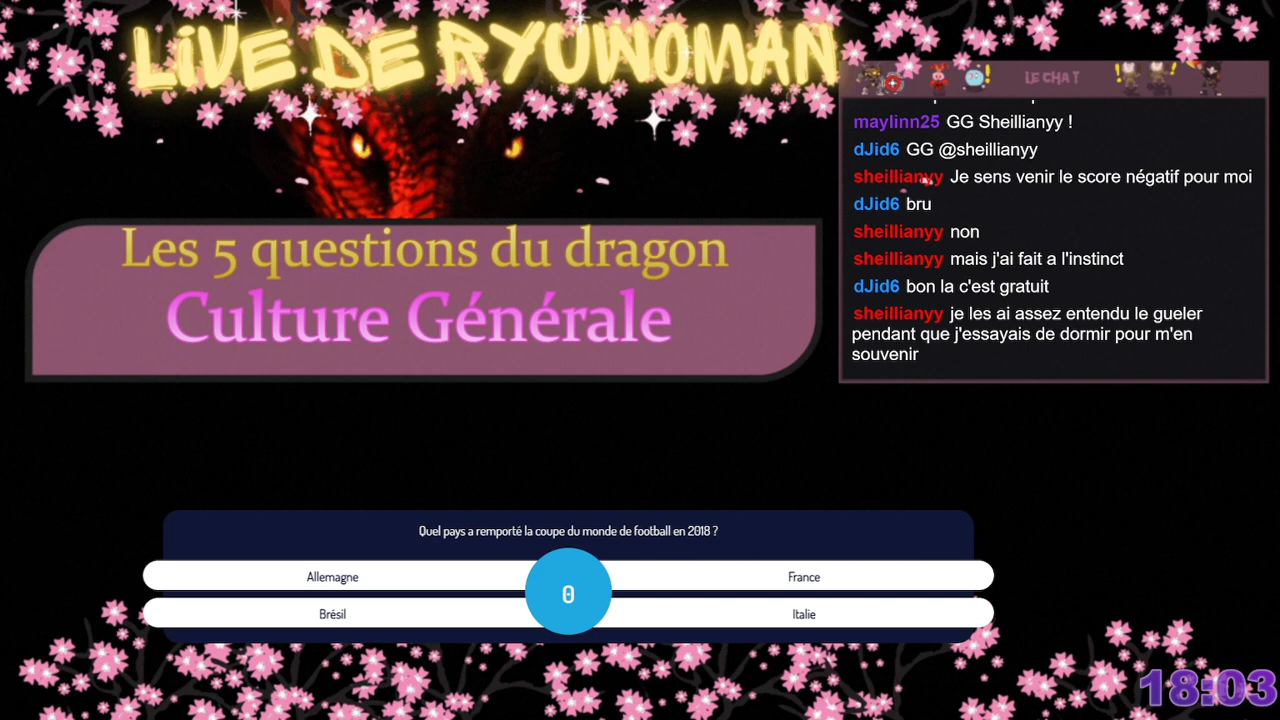 LIVE DE RYUWOMAN
LE CHAT
maylinn25 GG Sheillianyy !
dJid6 GG @sheillianyy
sheillianyy Je sens venir le score négatif pour moi
dJid6 bru
sheillianyy non
sheillianyy mais j'ai fait a l'instinct
dJid6 bon la c'est gratuit
sheillianyy je les ai assez entendu le gueler
pendant que j'essayais de dormir pour m'en
souvenir
Les 5 questions du dragon
Culture Générale
Quel pays a remporté la coupe du monde de football en 2018 ?
Allemagne
France
0
Brésil
Italie
18:03